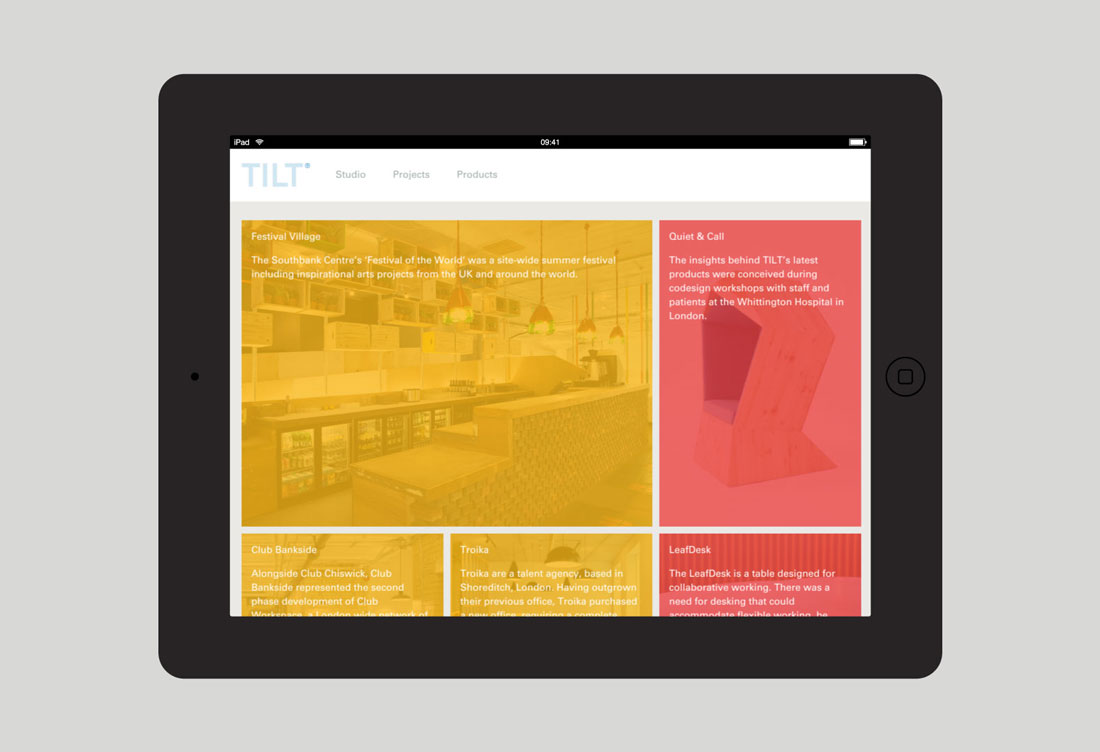 iPad 09:41
TILT
Studio Projects Products
Festival Village
The Southbank Centre's 'Festival of the World' was a site-wide summer festival
including inspirational arts projects from the UK and around the world.
Quiet & Call
The insights behind TILT's latest
products were conceived during
codesign workshops with staff and
patients at the Whittington Hospital in
London.
Club Bankside
Alongside Club Chiswick, Club
Bankside represented the second
phase development of Club
Workspace, a London wide network of
Troika
Troika are a talent agency, based in
Shoreditch, London. Having outgrown
their previous office, Troika purchased
a new office, requiring a complete
LeafDesk
The LeafDesk is a table designed for
collaborative working. There was a
need for desking that could
accommodate flexible working, be